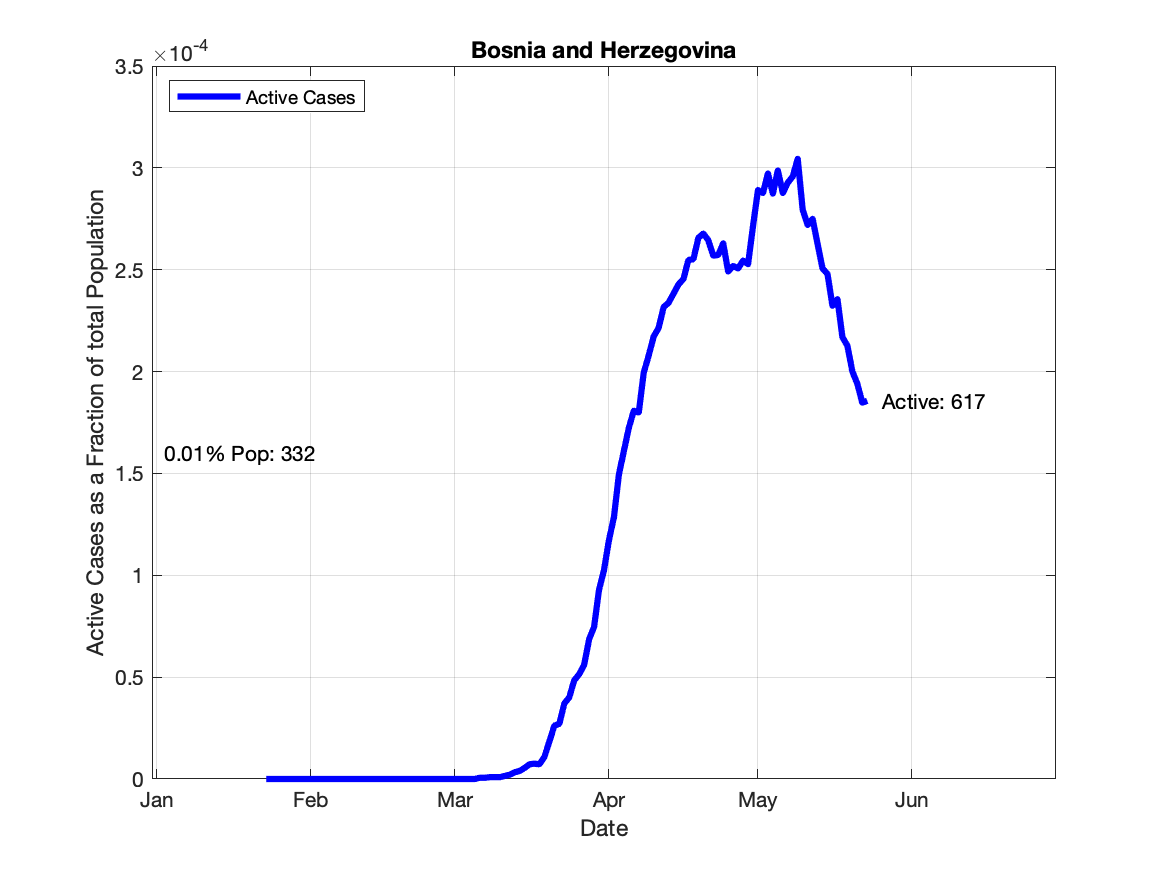 Bosnia and Herzegovina
×10-4
3.5
3
2.5
2
1.5
1
0.5
0
Active Cases as a Fraction of total Population
Active Cases
0.01% Pop: 332
Active: 617
Jan Feb Mar Apr May Jun
Date